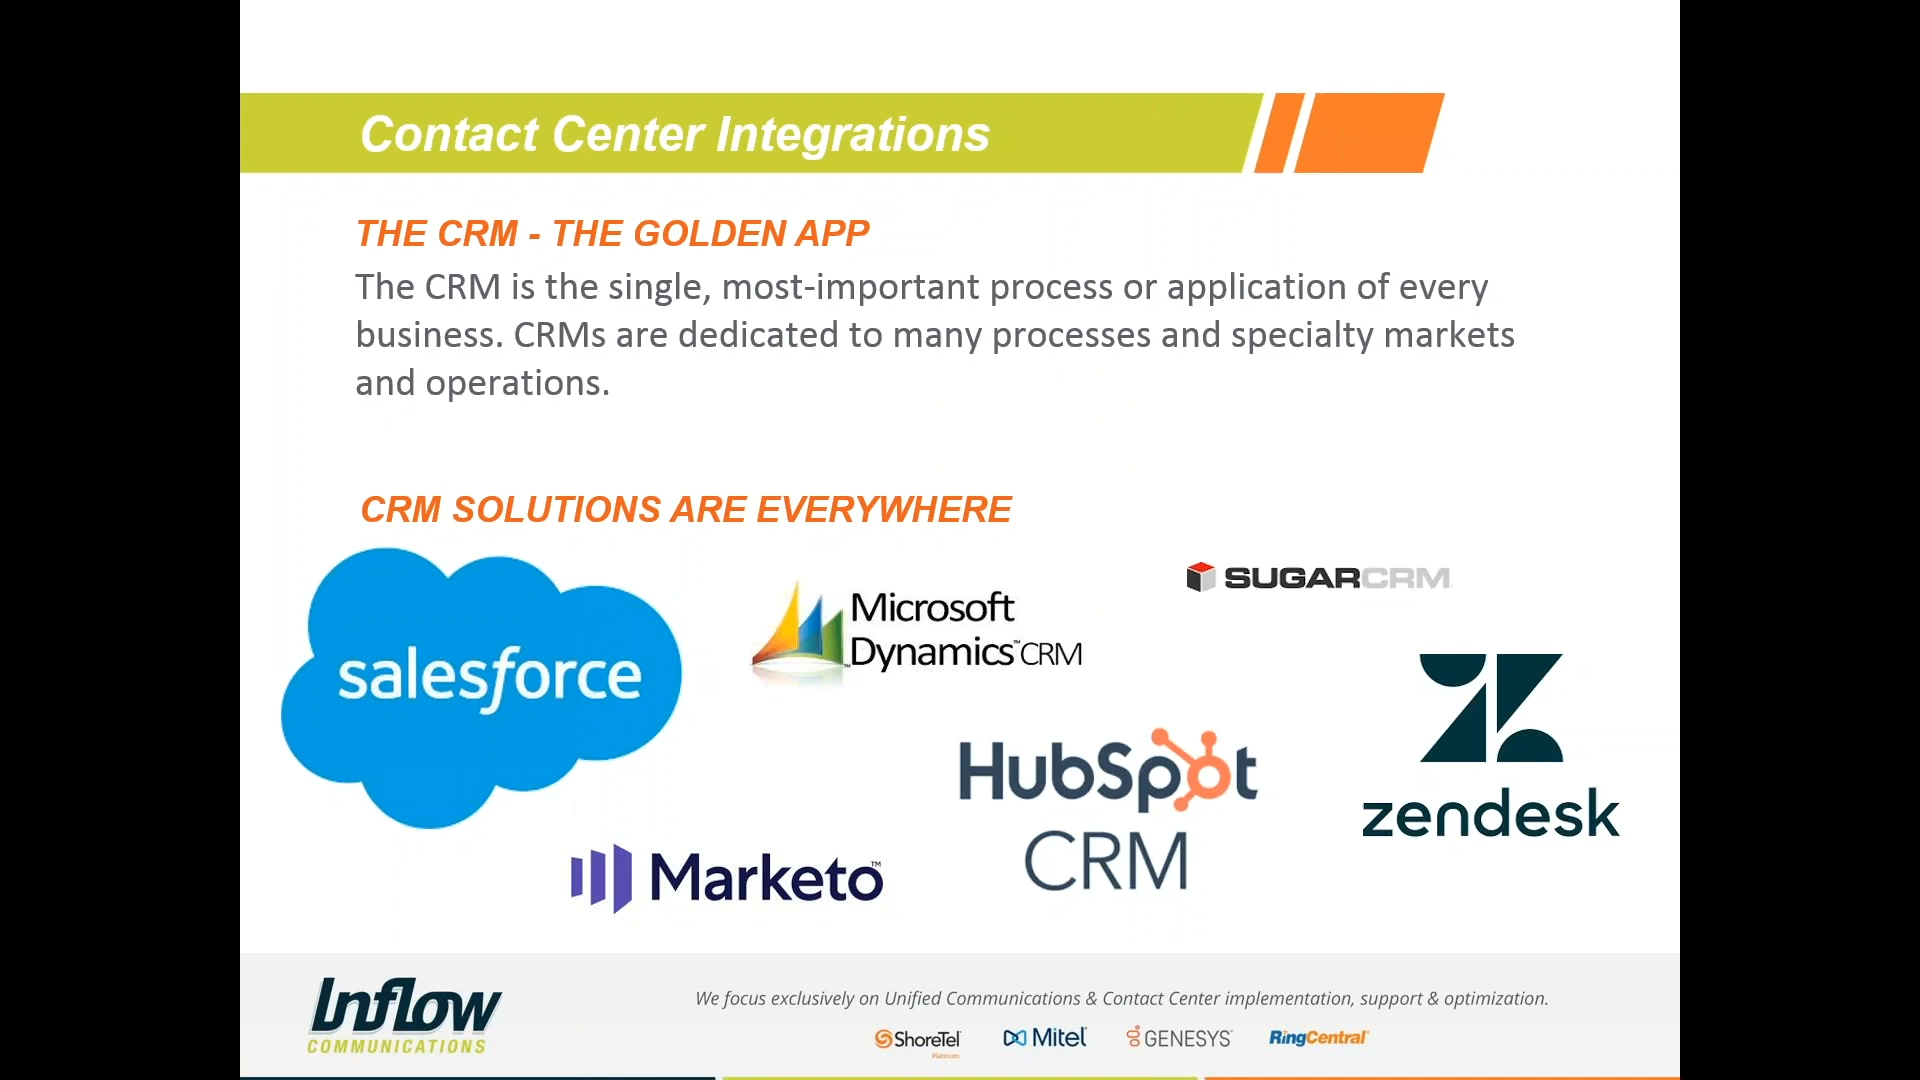 Contact Center Integrations
THE CRM - THE GOLDEN APP
The CRM is the single, most-important process or application of every
business. CRMs are dedicated to many processes and specialty markets
and operations.
CRM SOLUTIONS ARE EVERYWHERE
salesforce
Microsoft
Dynamics™CRM
SUGARCRM
HubSpot
CRM
zendesk
Marketo™
Inflow
COMMUNICATIONS
We focus exclusively on Unified Communications & Contact Center implementation, support & optimization.
ShoreTel
Platinum
Mitel
GENESYS
RingCentral